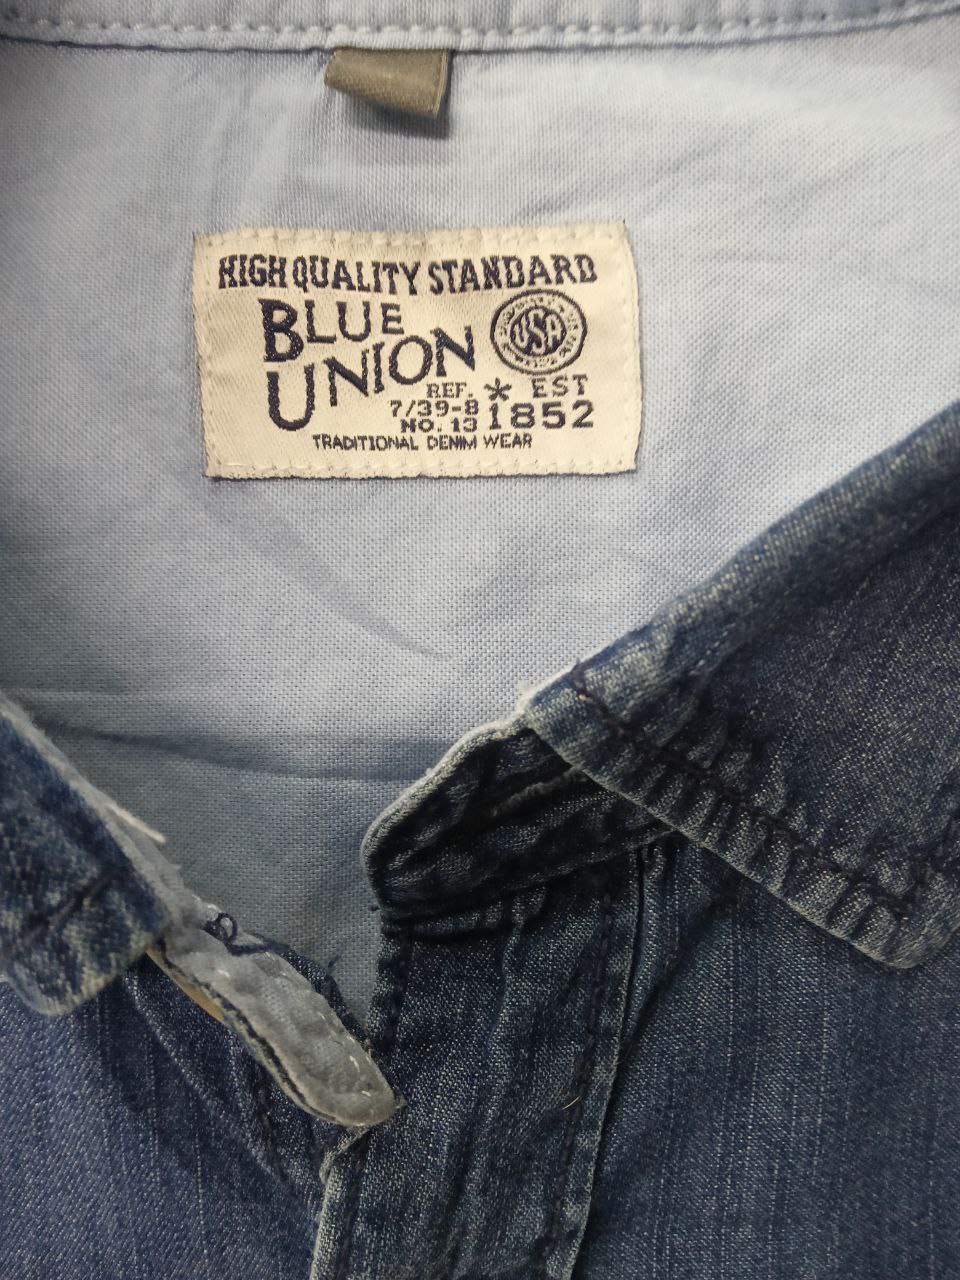 HIGH QUALITY STANDARD
BLUE
UNION
USA
REF. * EST
7/39-8 1852
NO. 13
TRADITIONAL DENIM WEAR